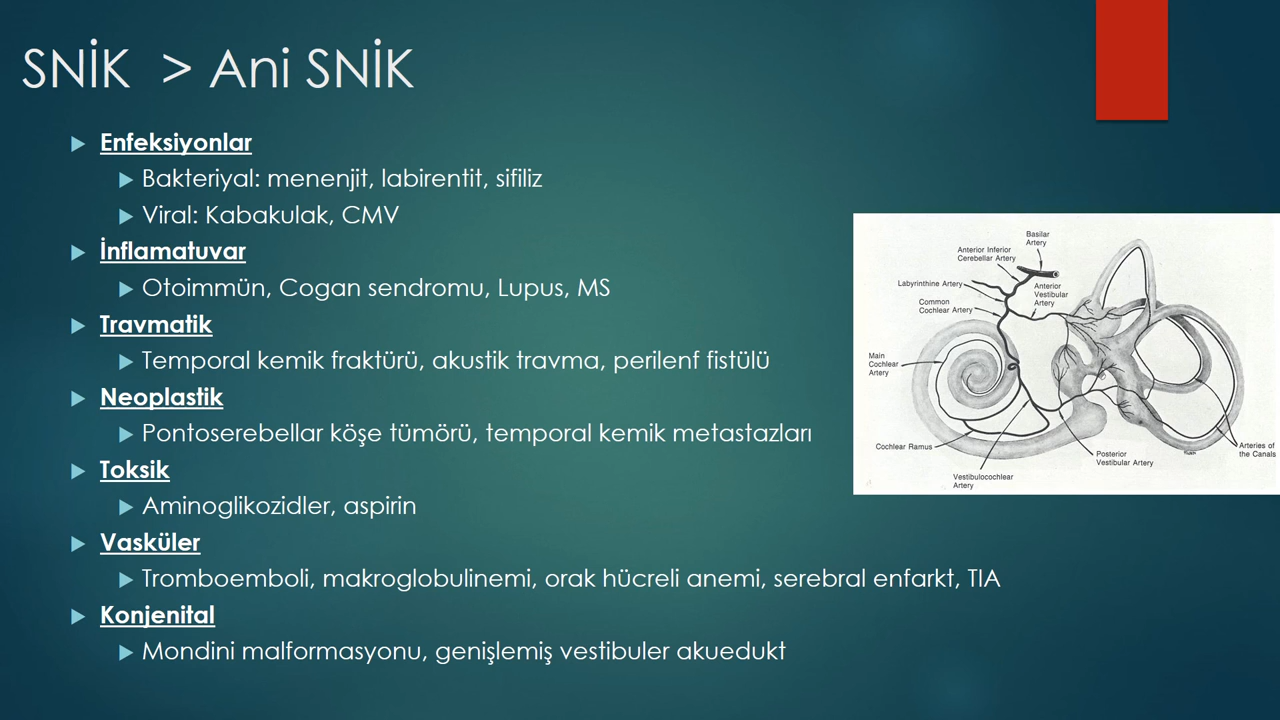 SNİK > Ani SNİK
Enfeksiyonlar
Bakteriyal: menenjit, labirentit, sifiliz
Viral: Kabakulak, CMV
İnflamatuvar
Otoimmün, Cogan sendromu, Lupus, MS
Travmatik
Temporal kemik fraktürü, akustik travma, perilenf fistülü
Neoplastik
Pontoserebellar köşe tümörü, temporal kemik metastazları
Toksik
Aminoglikozidler, aspirin
Vasküler
Tromboemboli, makroglobulinemi, orak hücreli anemi, serebral enfarkt, TIA
Konjenital
Mondini malformasyonu, genişlemiş vestibuler akuedukt
Basilar
Artery
Anterior Inferior
Cerebellar Artery
Labyrinthine Artery
Anterior
Vestibular
Artery
Common
Cochlear Artery
Main
Cochlear
Artery
Cochlear Ramus
Vestibulocochlear
Artery
Posterior
Vestibular Artery
Arteries of
the Canals